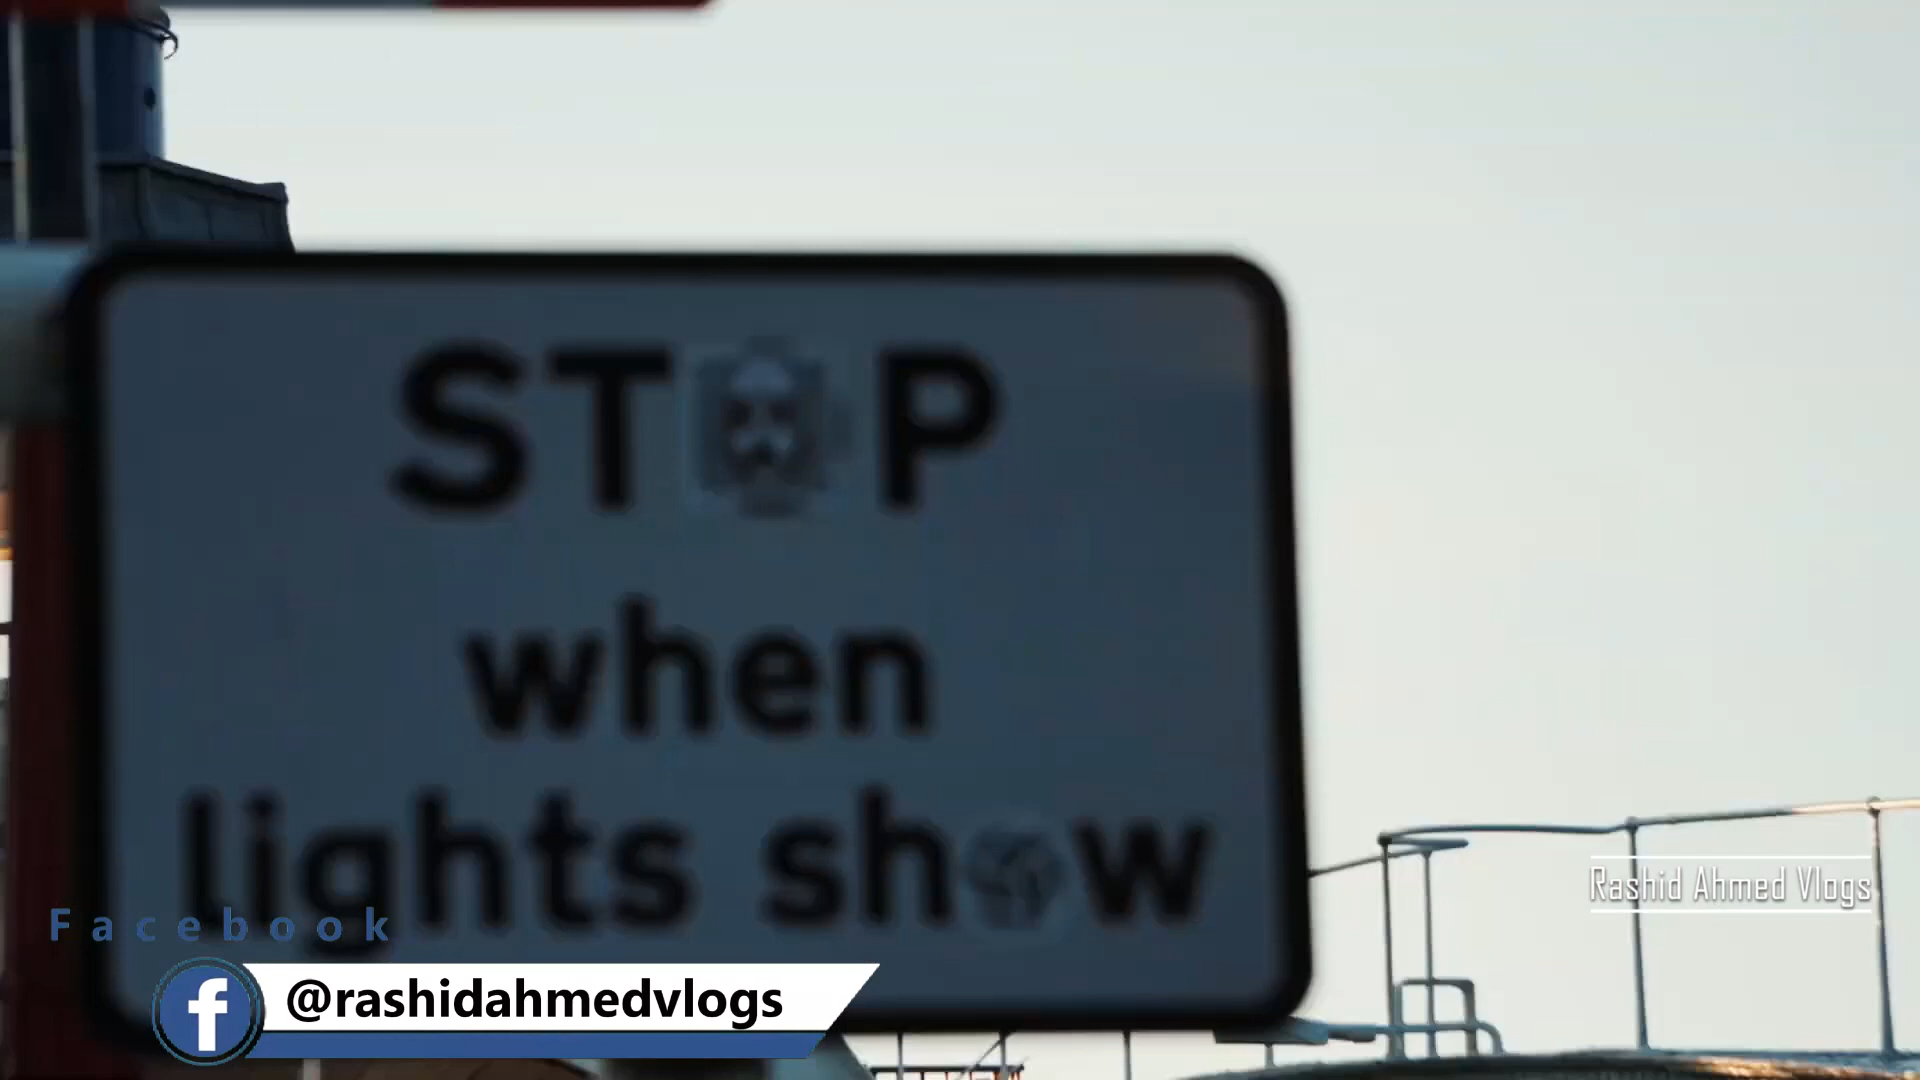 STOP
when
lights show
Facebook
@rashidahmedvlogs
Rashid Ahmed Vlogs